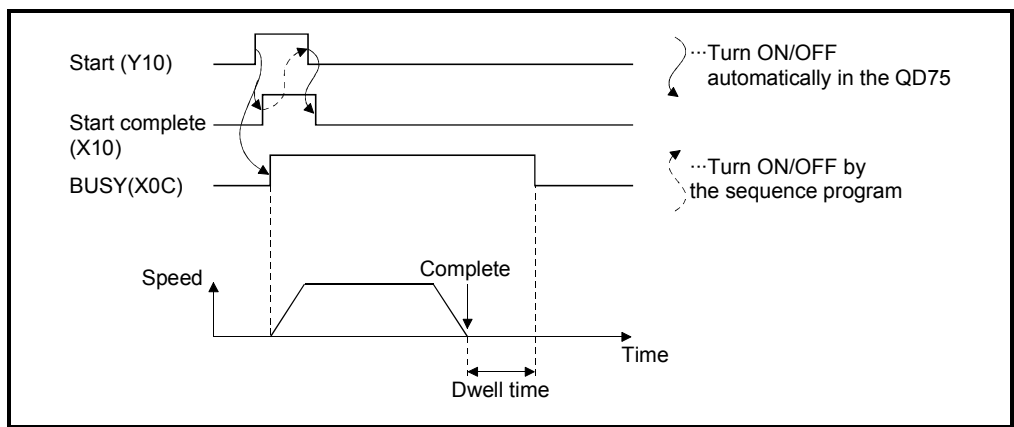 Start (Y10)
Start complete
(X10)
BUSY(X0C)
···Turn ON/OFF
automatically in the QD75
···Turn ON/OFF by
the sequence program
Speed
Complete
Time
Dwell time